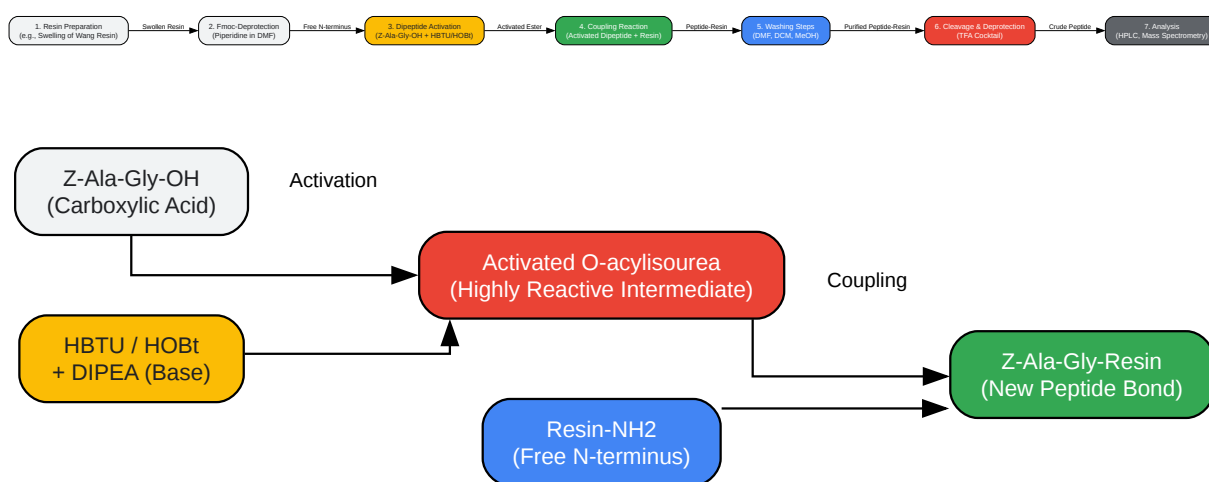 1. Resin Preparation
(e.g., Swelling of Wang Resin)
Swollen Resin
2. Fmoc-Deprotection
(Piperidine in DMF)
Free N-terminus
3. Dipeptide Activation
(Z-Ala-Gly-OH + HBTU/HOBt)
Activated Ester
4. Coupling Reaction
(Activated Dipeptide + Resin)
Peptide-Resin
5. Washing Steps
(DMF, DCM, MeOH)
Purified Peptide-Resin
6. Cleavage & Deprotection
(TFA Cocktail)
Crude Peptide
7. Analysis
(HPLC, Mass Spectrometry)
Z-Ala-Gly-OH
(Carboxylic Acid)
Activation
Activated O-acylisourea
(Highly Reactive Intermediate)
Coupling
HBTU / HOBt
+ DIPEA (Base)
Z-Ala-Gly-Resin
(New Peptide Bond)
Resin-NH2
(Free N-terminus)